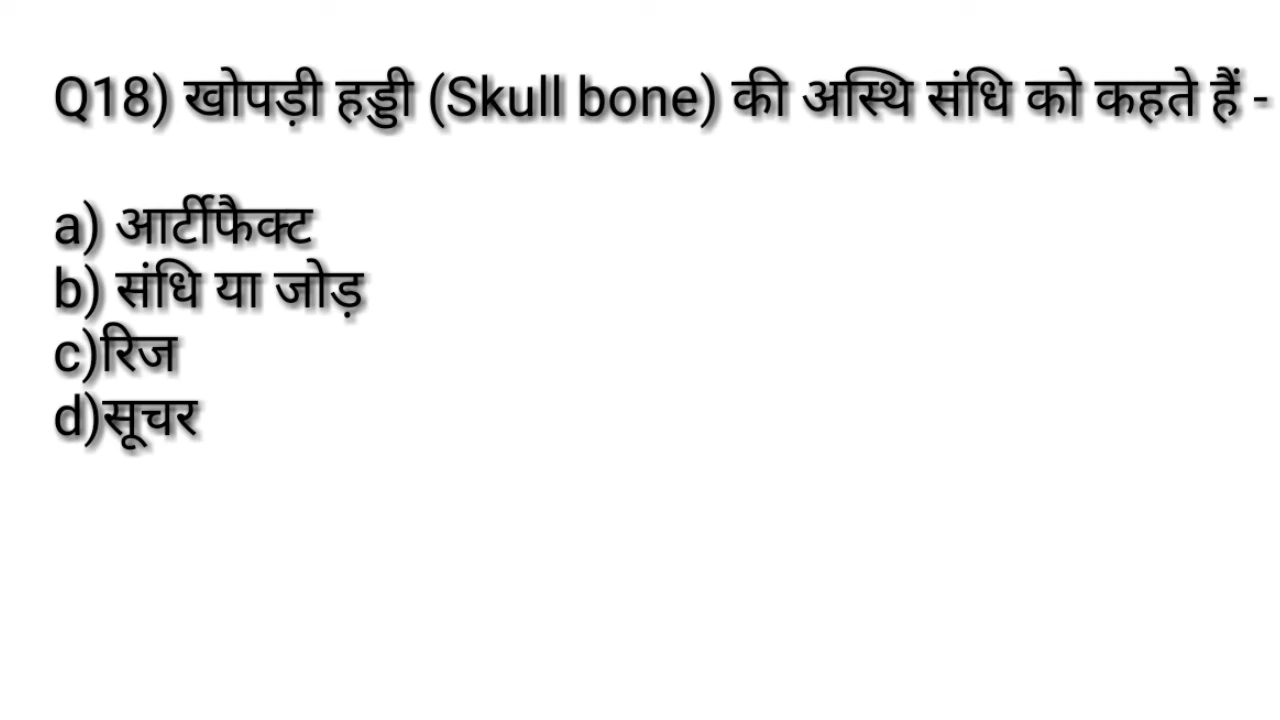 Q18) खोपड़ी हड्डी (Skull bone) की अस्थि संधि को कहते हैं -
a) आर्टीफैक्ट
b) संधि या जोड़
c)रिज
d)सूचर